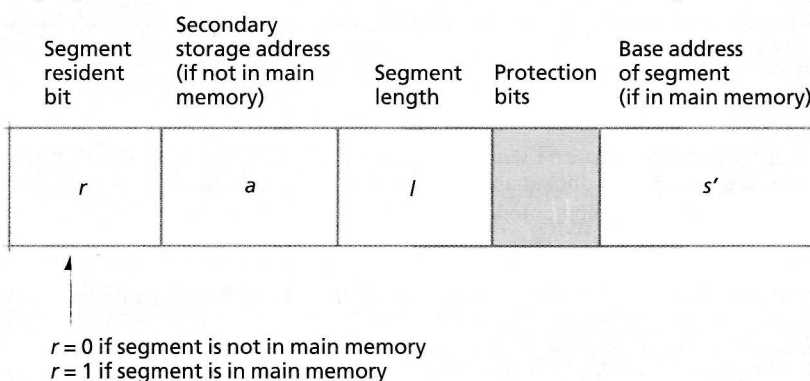 Segment
resident
bit
Secondary
storage address
(if not in main
memory)
Segment
length
Protection
bits
Base address
of segment
(if in main memory)
r
a
l
s′
r = 0 if segment is not in main memory
r = 1 if segment is in main memory